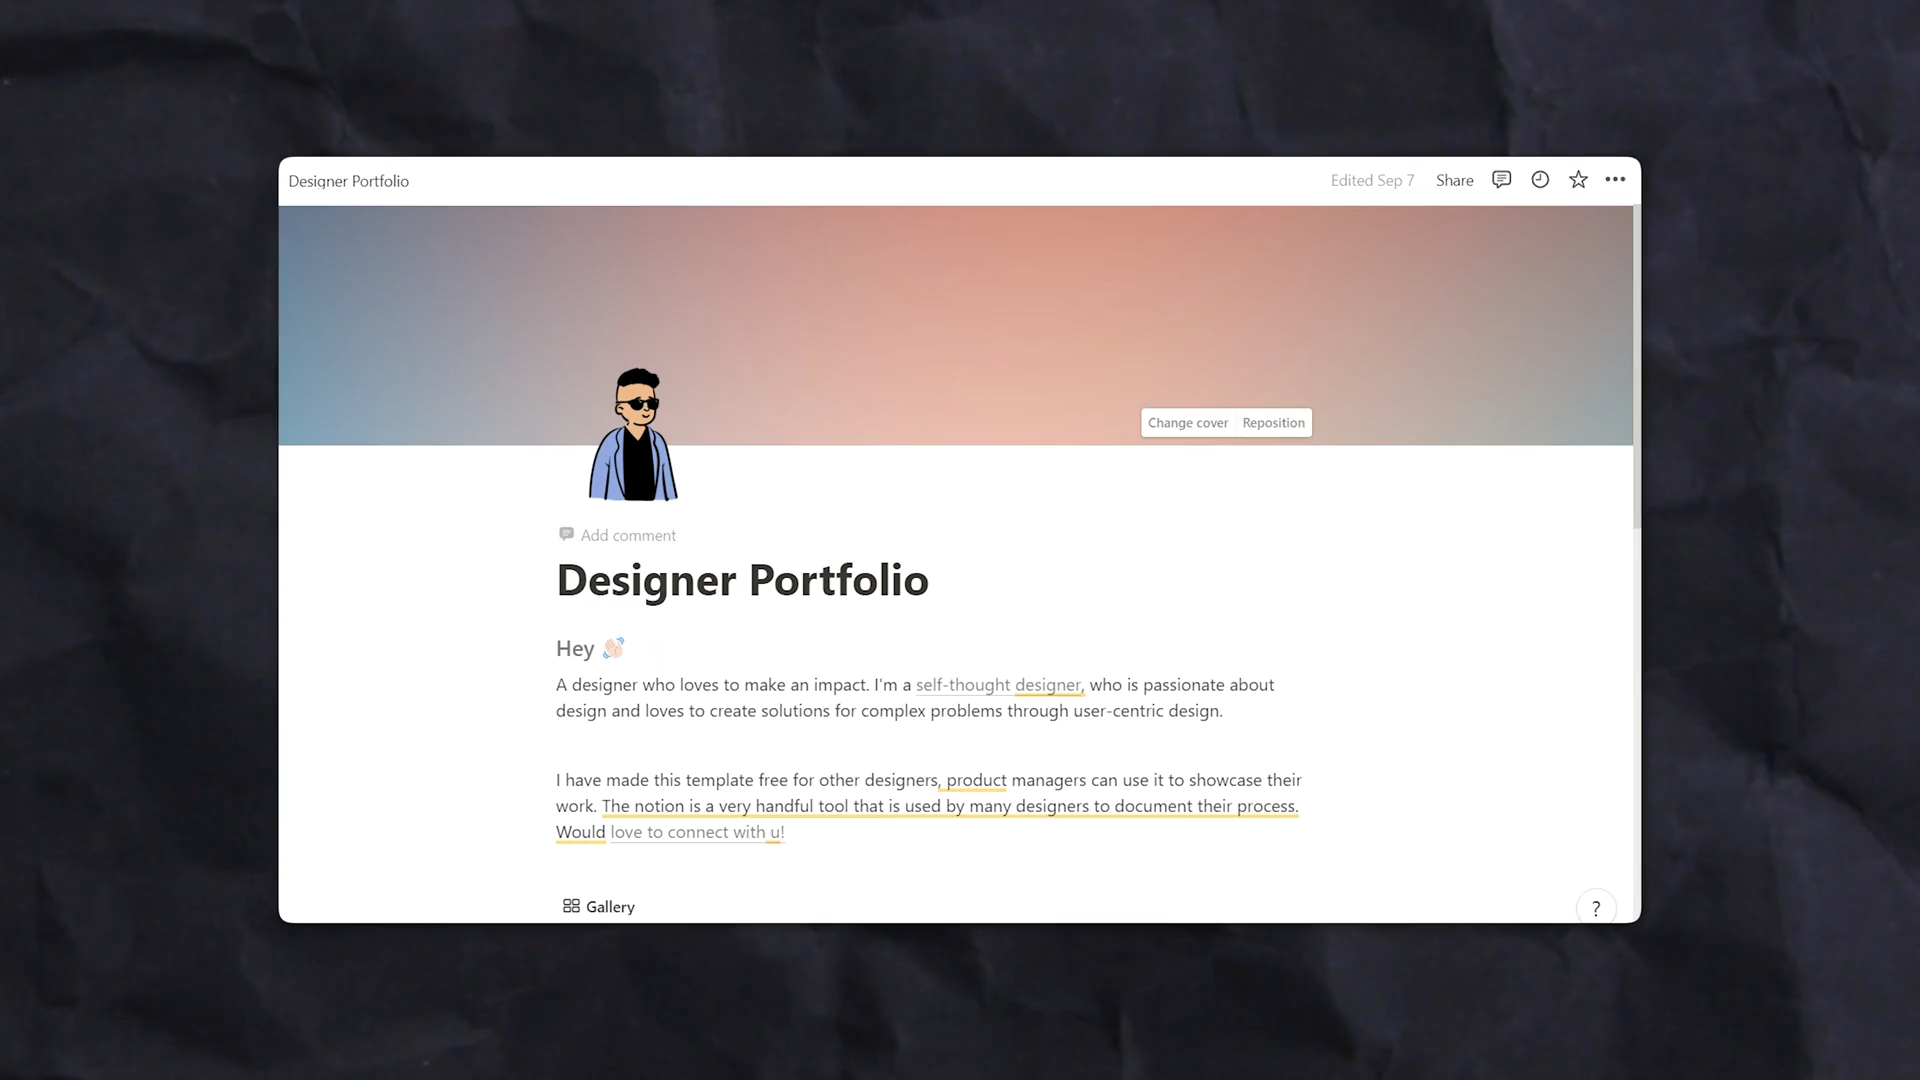 Designer Portfolio
Edited Sep 7 Share
Change cover Reposition
Add comment
Designer Portfolio
Hey 👋🏻
A designer who loves to make an impact. I'm a self-thought designer, who is passionate about
design and loves to create solutions for complex problems through user-centric design.
I have made this template free for other designers, product managers can use it to showcase their
work. The notion is a very handful tool that is used by many designers to document their process.
Would love to connect with u!
Gallery
?